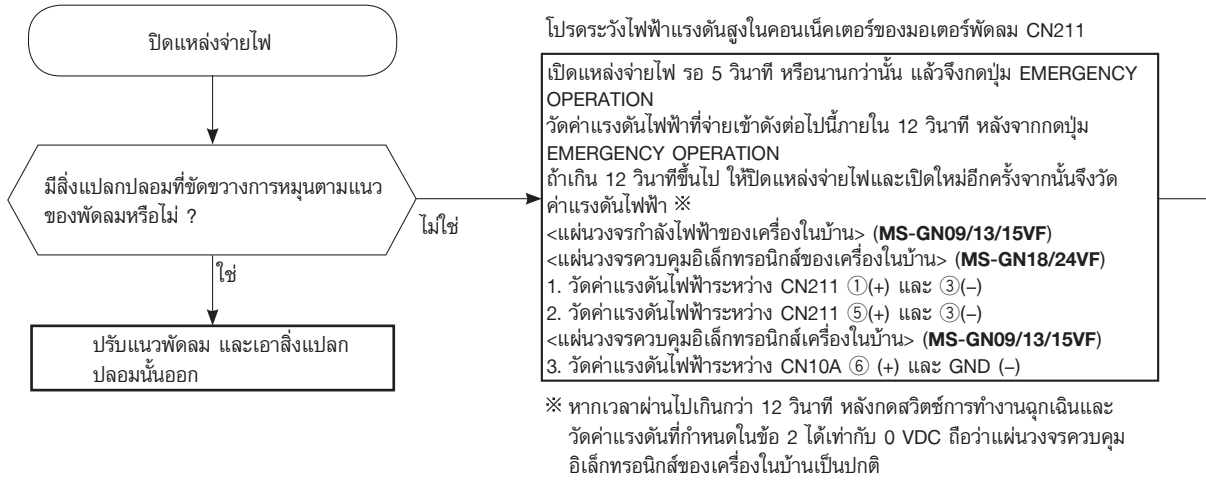 ปิดแหล่งจ่ายไฟ
มีสิ่งแปลกปลอมที่ขัดขวางการหมุนตามแนว
ของพัดลมหรือไม่ ?
ไม่ใช่
ใช่
ปรับแนวพัดลม และเอาสิ่งแปลก
ปลอมนั้นออก
โปรดระวังไฟฟ้าแรงดันสูงในคอนเน็คเตอร์ของมอเตอร์พัดลม CN211
เปิดแหล่งจ่ายไฟ รอ 5 วินาที หรือนานกว่านั้น แล้วจึงกดปุ่ม EMERGENCY
OPERATION
วัดค่าแรงดันไฟฟ้าที่จ่ายเข้าดังต่อไปนี้ภายใน 12 วินาที หลังจากกดปุ่ม
EMERGENCY OPERATION
ถ้าเกิน 12 วินาทีขึ้นไป ให้ปิดแหล่งจ่ายไฟและเปิดใหม่อีกครั้งจากนั้นจึงวัด
ค่าแรงดันไฟฟ้า ※
<แผ่นวงจรกำลังไฟฟ้าของเครื่องในบ้าน> (MS-GN09/13/15VF)
<แผ่นวงจรควบคุมอิเล็กทรอนิกส์ของเครื่องในบ้าน> (MS-GN18/24VF)
1. วัดค่าแรงดันไฟฟ้าระหว่าง CN211 ①(+) และ ③(–)
2. วัดค่าแรงดันไฟฟ้าระหว่าง CN211 ⑤(+) และ ③(–)
<แผ่นวงจรควบคุมอิเล็กทรอนิกส์เครื่องในบ้าน> (MS-GN09/13/15VF)
3. วัดค่าแรงดันไฟฟ้าระหว่าง CN10A ⑥ (+) และ GND (–)
※ หากเวลาผ่านไปเกินกว่า 12 วินาที หลังกดสวิตช์การทำงานฉุกเฉินและ
วัดค่าแรงดันที่กำหนดในข้อ 2 ได้เท่ากับ 0 VDC ถือว่าแผ่นวงจรควบคุม
อิเล็กทรอนิกส์ของเครื่องในบ้านเป็นปกติ